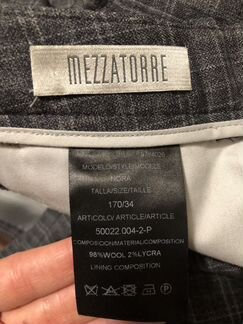 MEZZATORRE
MODELO/STYLE/MODELE
NORA
TALLA/SIZE/TAILLE
170/34
ARTICOLO/ARTICLE/ARTICLE
50022.004-2-P
COMPOSICION/MATERIAL/COMPOSITION
98%WOOL 2%LYCRA
LINING COMPOSITION